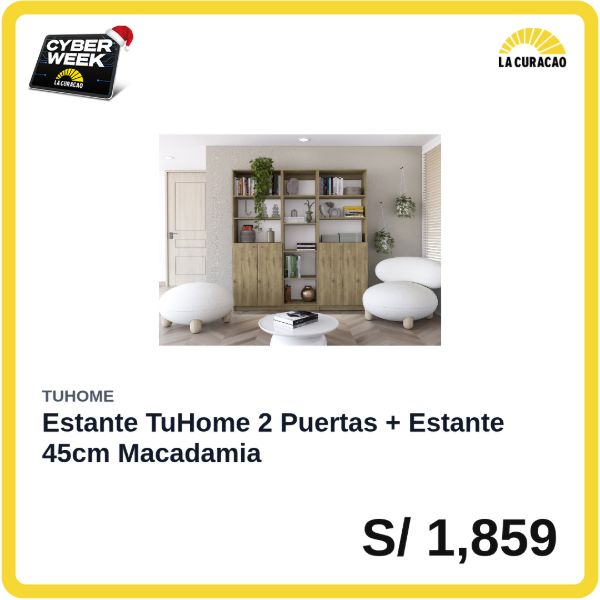 CYBER
WEEK
LA CURACAO
LA CURACAO
TUHOME
Estante TuHome 2 Puertas + Estante
45cm Macadamia
S/ 1,859